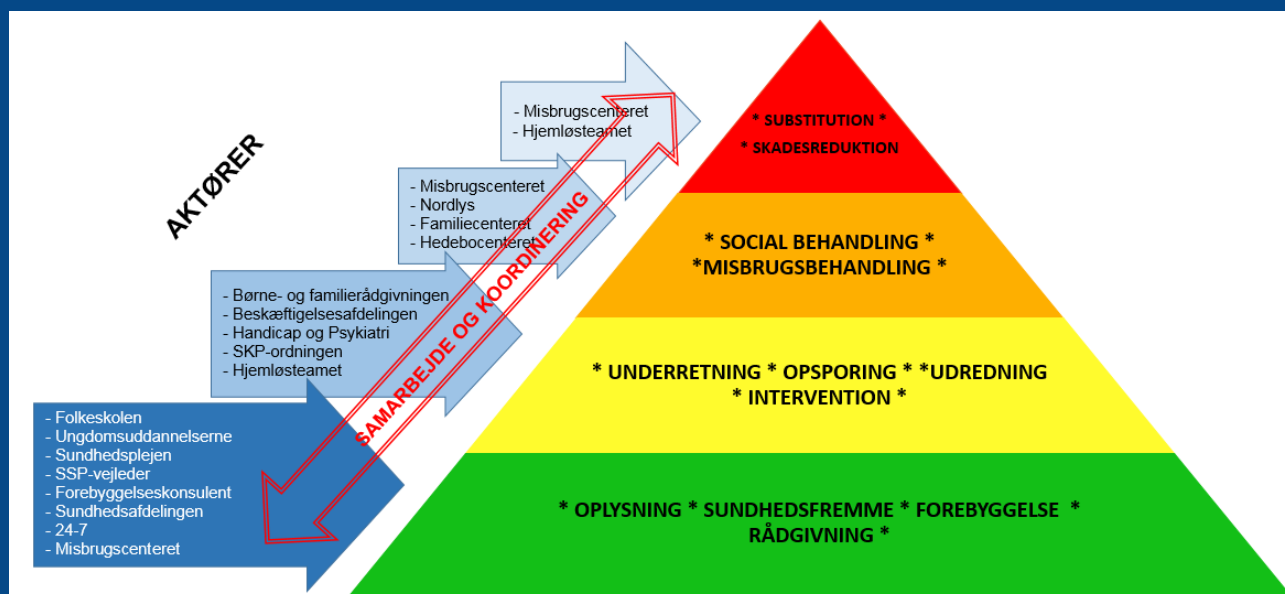 AKTØRER
- Misbrugscenteret
- Hjemløsteamet
* SUBSTITUTION *
* SKADESREDUKTION
- Misbrugscenteret
- Nordlys
- Familiecenteret
- Hedebocenteret
* SOCIAL BEHANDLING *
*MISBRUGSBEHANDLING *
- Børne- og familierådgivningen
- Beskæftigelsesafdelingen
- Handicap og Psykiatri
- SKP-ordningen
- Hjemløsteamet
* UNDERRETNING * OPSPORING * *UDREDNING
* INTERVENTION *
- Folkeskolen
- Ungdomsuddannelserne
- Sundhedsplejen
- SSP-vejleder
- Forebyggelseskonsulent
- Sundhedsafdelingen
- 24-7
- Misbrugscenteret
* OPLYSNING * SUNDHEDSFREMME * FOREBYGGELSE *
RÅDGIVNING *
SAMARBEJDE OG KOORDINERING